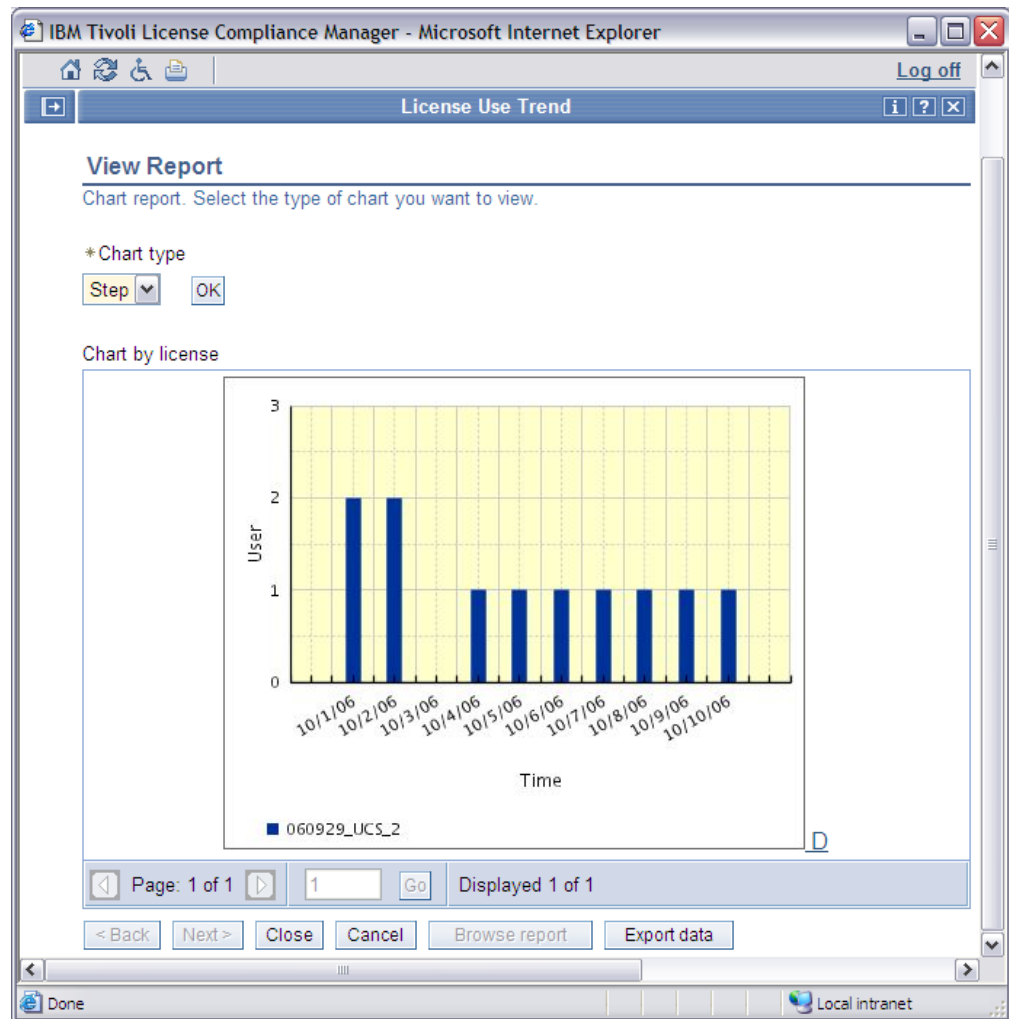 IBM Tivoli License Compliance Manager - Microsoft Internet Explorer
Log off
License Use Trend
i ? X
View Report
Chart report. Select the type of chart you want to view.
*Chart type
Step
OK
Chart by license
3
2
1
0
User
10/1/06 10/2/06 10/3/06 10/4/06 10/5/06 10/6/06 10/7/06 10/8/06 10/9/06 10/10/06
Time
060929_UCS_2
D
Page: 1 of 1 1 Go Displayed 1 of 1
< Back Next > Close Cancel Browse report Export data
Done Local intranet